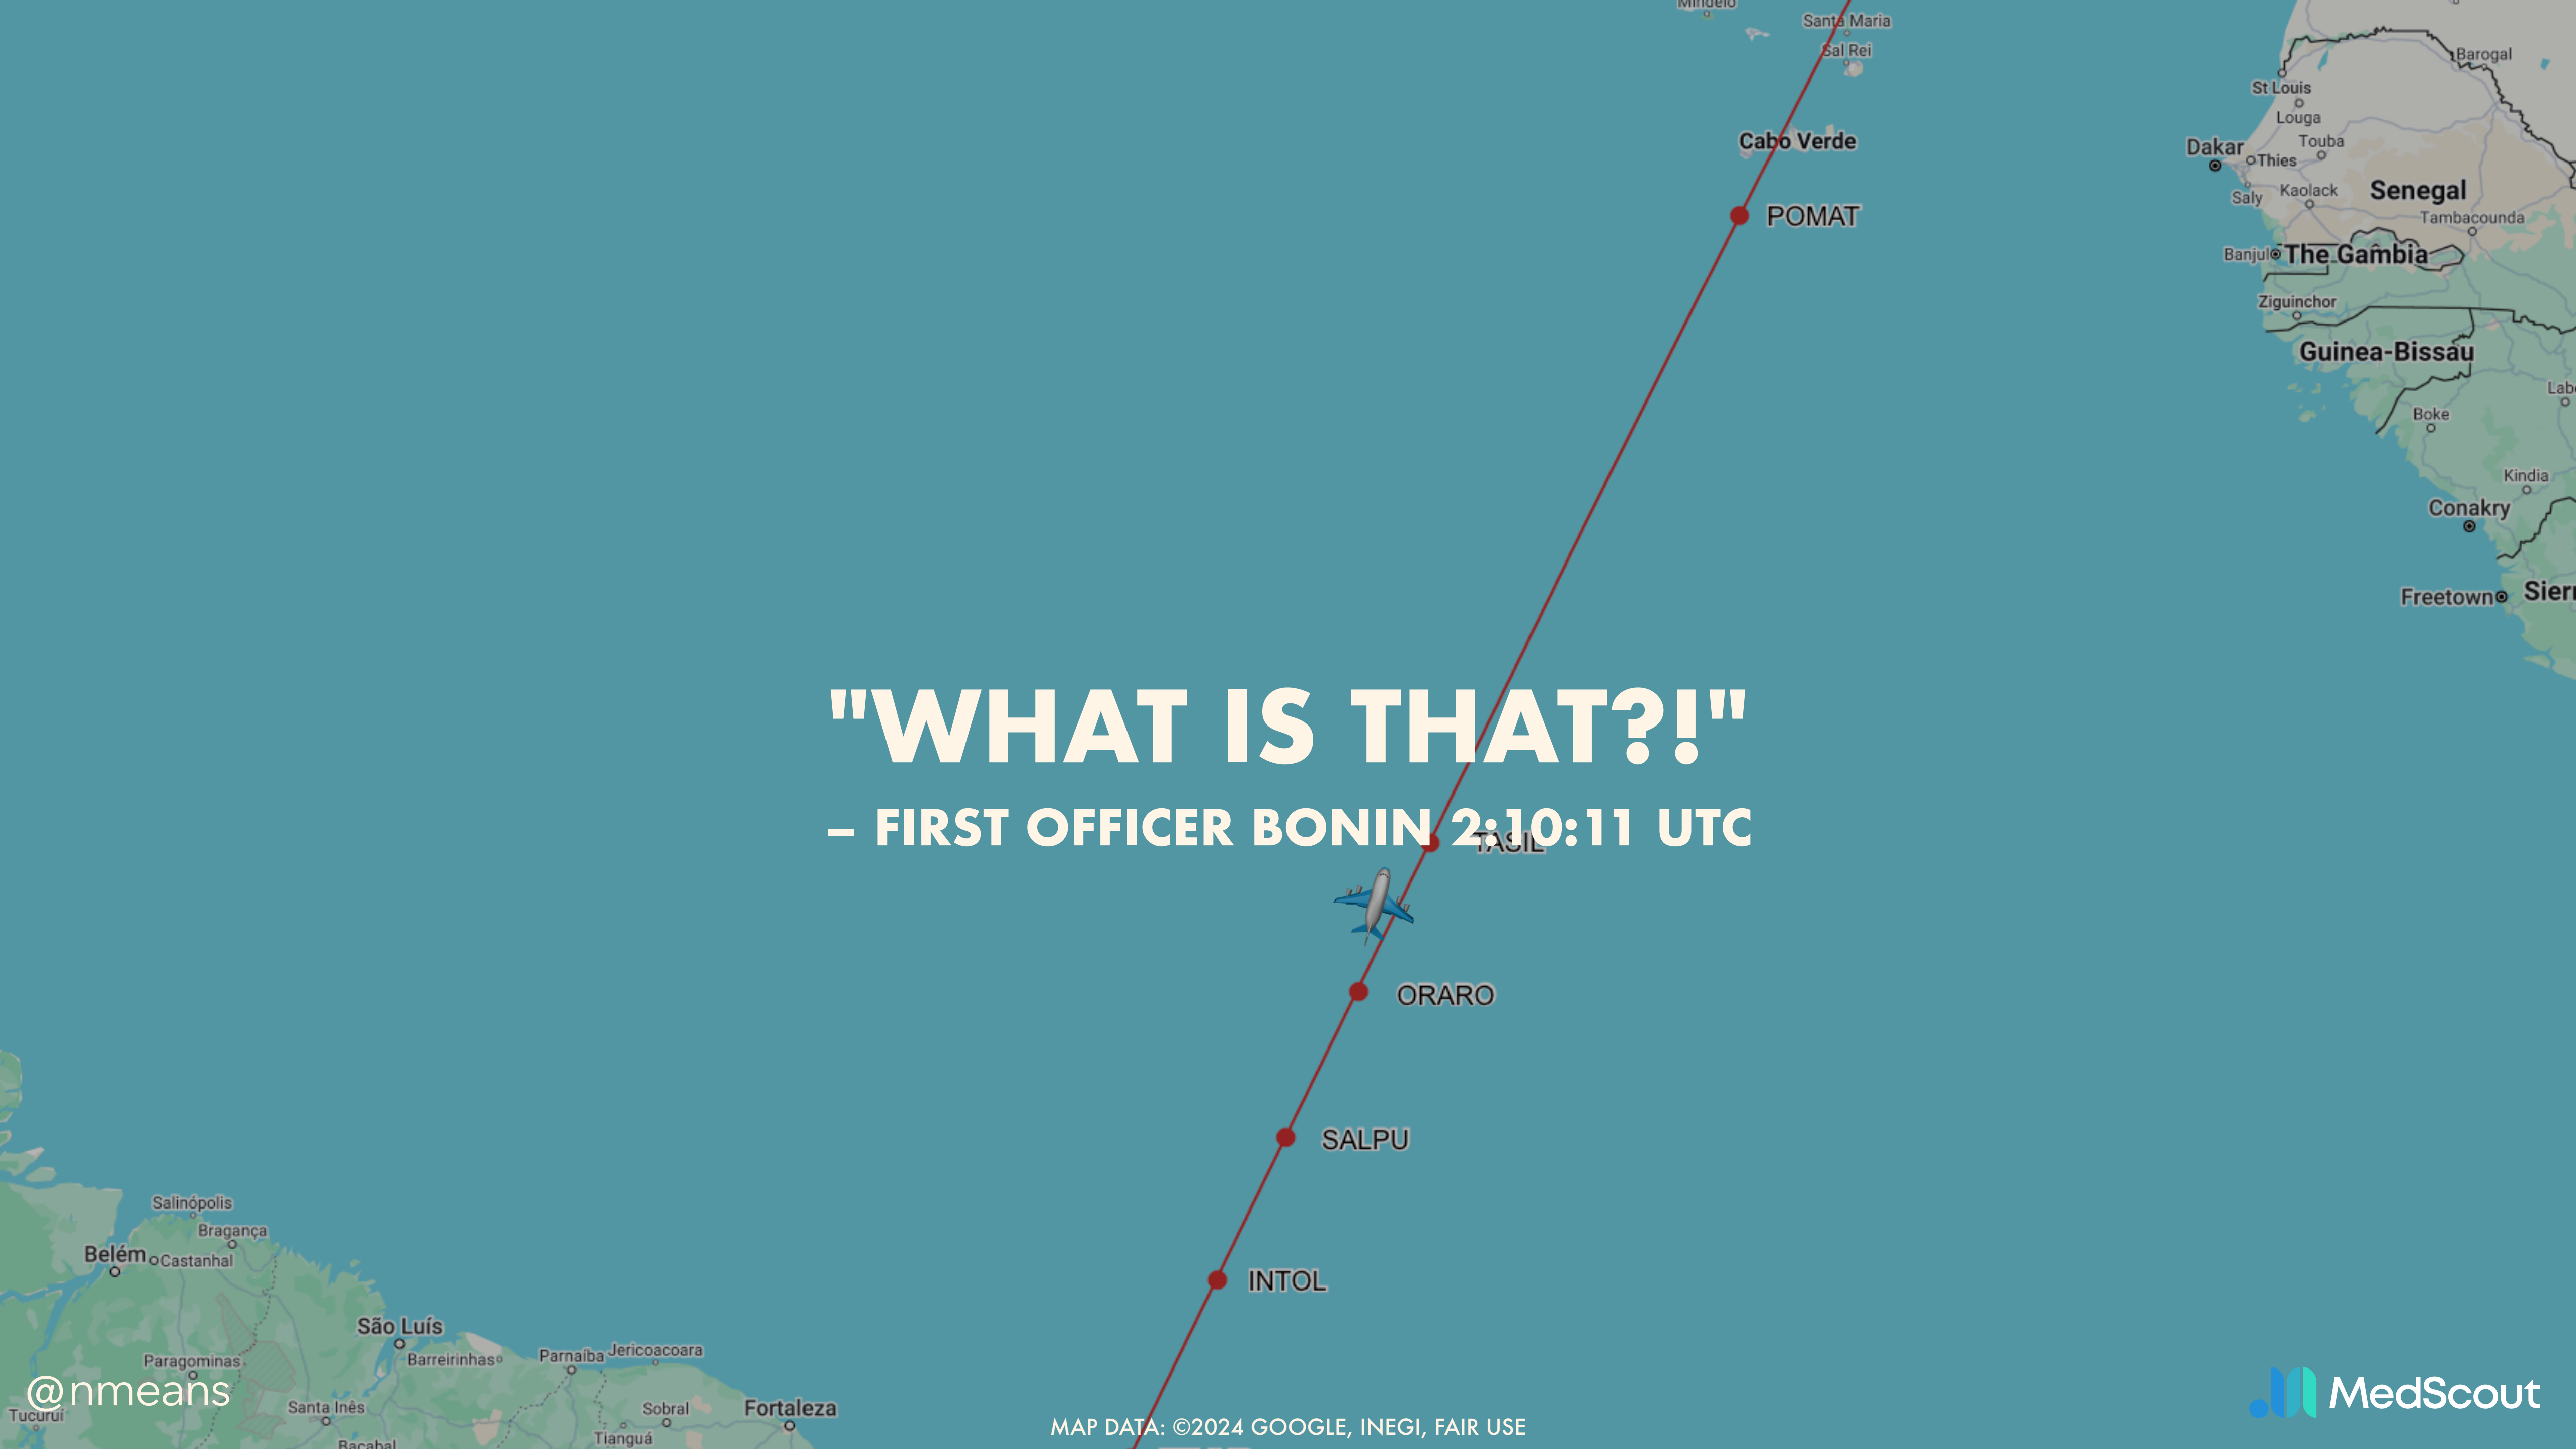 Mindelo
Santa Maria
Sal Rei
Barogal
St Louis
Louga
Cabo Verde
Touba
Dakar
Thies
Saly
Kaolack
Senegal
POMAT
Tambacounda
Banjul
The Gambia
Ziguinchor
Guinea-Bissau
Boke
Kindia
Conakry
Freetown
"WHAT IS THAT?!"
– FIRST OFFICER BONIN 2:10:11 UTC
TASIL
ORARO
SALPU
INTOL
Salinópolis
Bragança
Belém
Castanhal
São Luís
Barreirinhas
Parnaíba
Jericoacoara
Paragominas
@nmeans
Tucuruí
Santa Inês
Sobral
Fortaleza
Bacabal
Tianguá
MAP DATA: ©2024 GOOGLE, INEGI, FAIR USE
MedScout